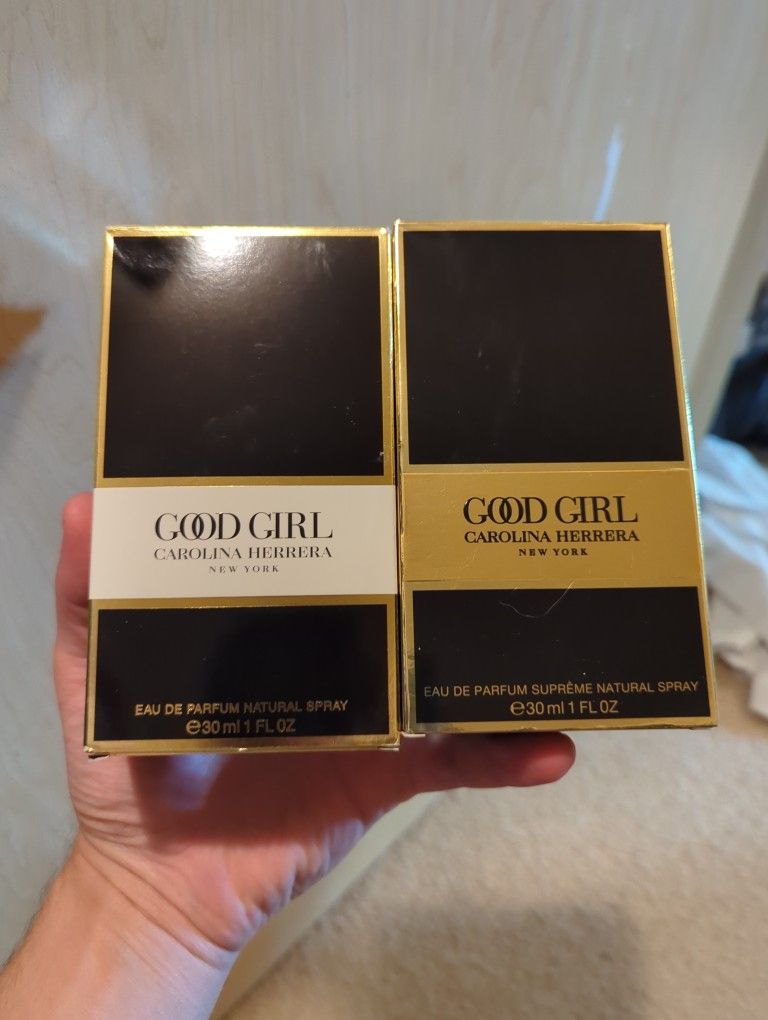 GOOD GIRL
CAROLINA HERRERA
NEW YORK
EAU DE PARFUM NATURAL SPRAY
℮30 ml 1 FL OZ
GOOD GIRL
CAROLINA HERRERA
NEW YORK
EAU DE PARFUM SUPRÊME NATURAL SPRAY
℮30 ml 1 FL OZ